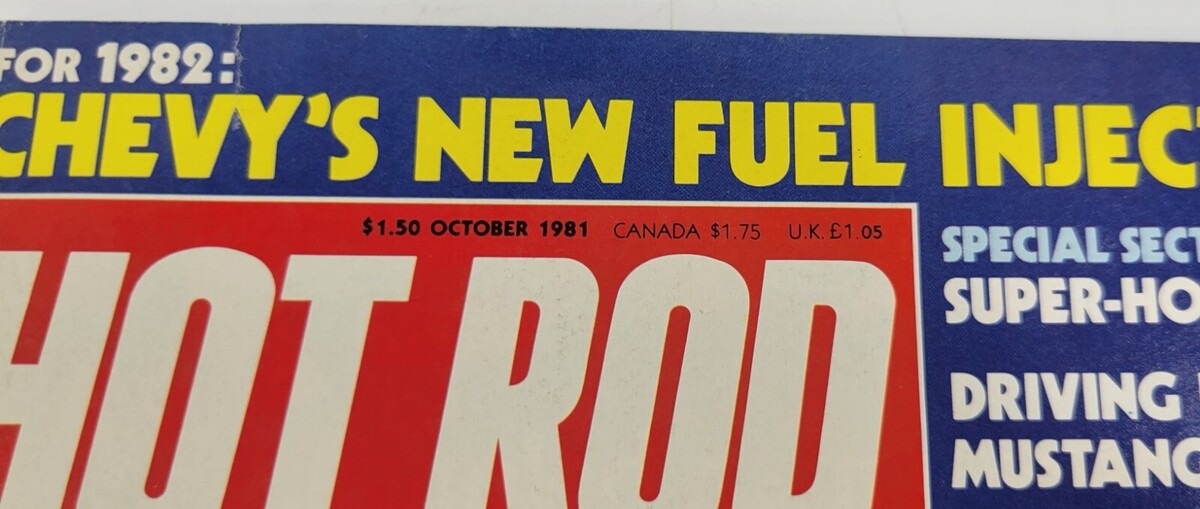 FOR 1982:
CHEVY'S NEW FUEL INJEC
$1.50 OCTOBER 1981 CANADA $1.75 U.K. £1.05
HOT ROD
SPECIAL SECT
SUPER-HO
DRIVING
MUSTANG